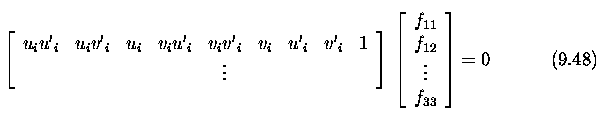 [ u_i u'_i  u_i v'_i  u_i  v_i u'_i  v_i v'_i  v_i  u'_i  v'_i  1 ] [ f_11 ]
[ ⋮ ] [ f_12 ] = 0 (9.48)
[ ⋮ ]
[ f_33 ]